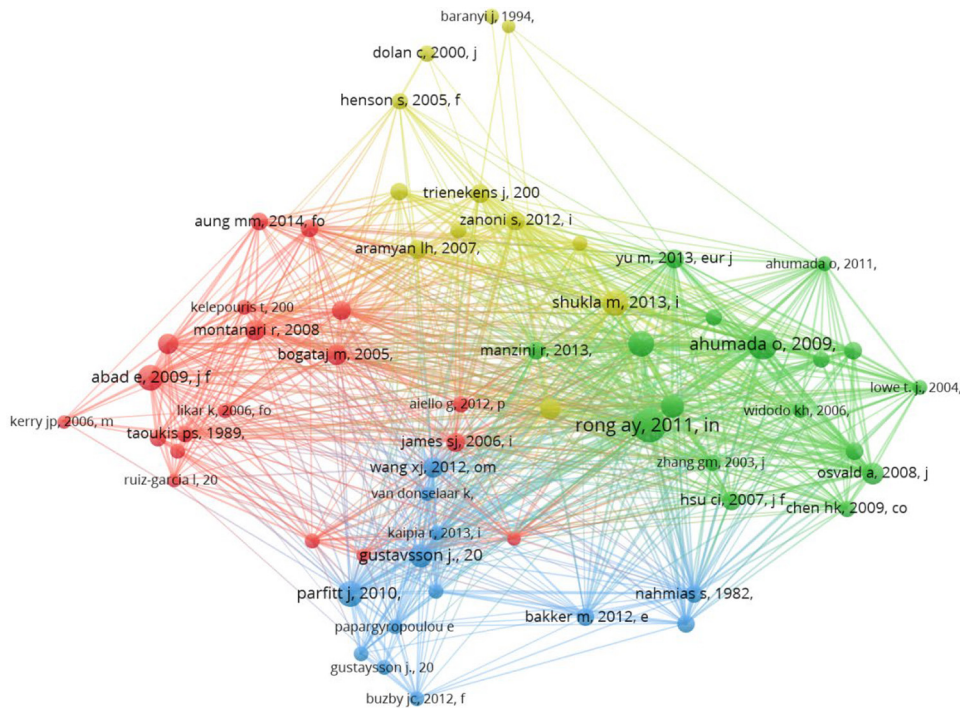 baranyi j, 1994,
dolan c, 2000, j
henson s, 2005, f
trienekens j, 200
aung mm, 2014, fo
zanoni s, 2012, i
aramyan lh, 2007,
yu m, 2013, eur j
ahumada o, 2011,
kelepouris t, 200
shukla m, 2013, i
montanari r, 2008
ahumada o, 2009,
manzini r, 2013,
bogataj m, 2005,
abad e, 2009, j f
lowe t. j., 2004,
aiello g, 2012, p
likar k, 2006, fo
widodo kh, 2006,
kerry jp, 2006, m
rong ay, 2011, in
taoukis ps, 1989,
james sj, 2006, i
zhang gm, 2003, j
wang xj, 2012, om
osvald a, 2008, j
ruiz-garcia l, 20
van donselaar k,
hsu ci, 2007, j f
chen hk, 2009, co
kaipia r, 2013, i
gustavsson j., 20
parfitt j, 2010,
nahmias s, 1982,
bakker m, 2012, e
papargyropoulou e
gustaysson j., 20
buzby jc, 2012, f